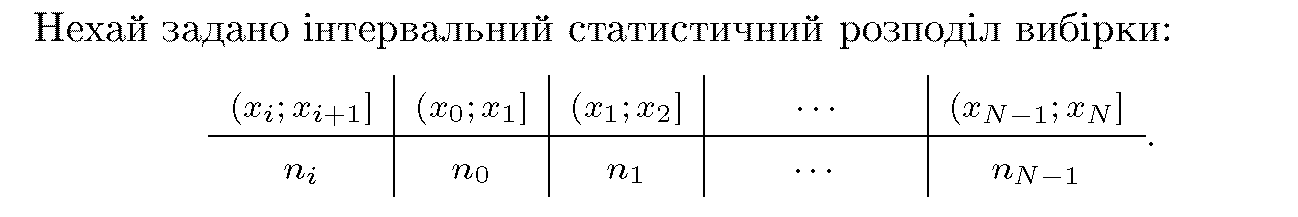 Нехай задано інтервальний статистичний розподіл вибірки:
(x_i; x_{i+1}] (x_0; x_1] (x_1; x_2] ··· (x_{N−1}; x_N]
n_i n_0 n_1 ··· n_{N−1} .